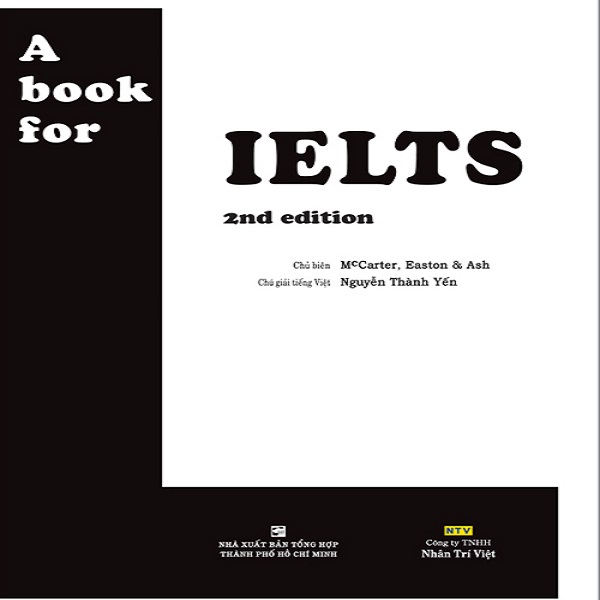 A
book
for
IELTS
2nd edition
Chủ biên McCarter, Easton & Ash
Chú giải tiếng Việt Nguyễn Thành Yến
NHÀ XUẤT BẢN TỔNG HỢP
THÀNH PHỐ HỒ CHÍ MINH
NTV
Công ty TNHH
Nhân Trí Việt